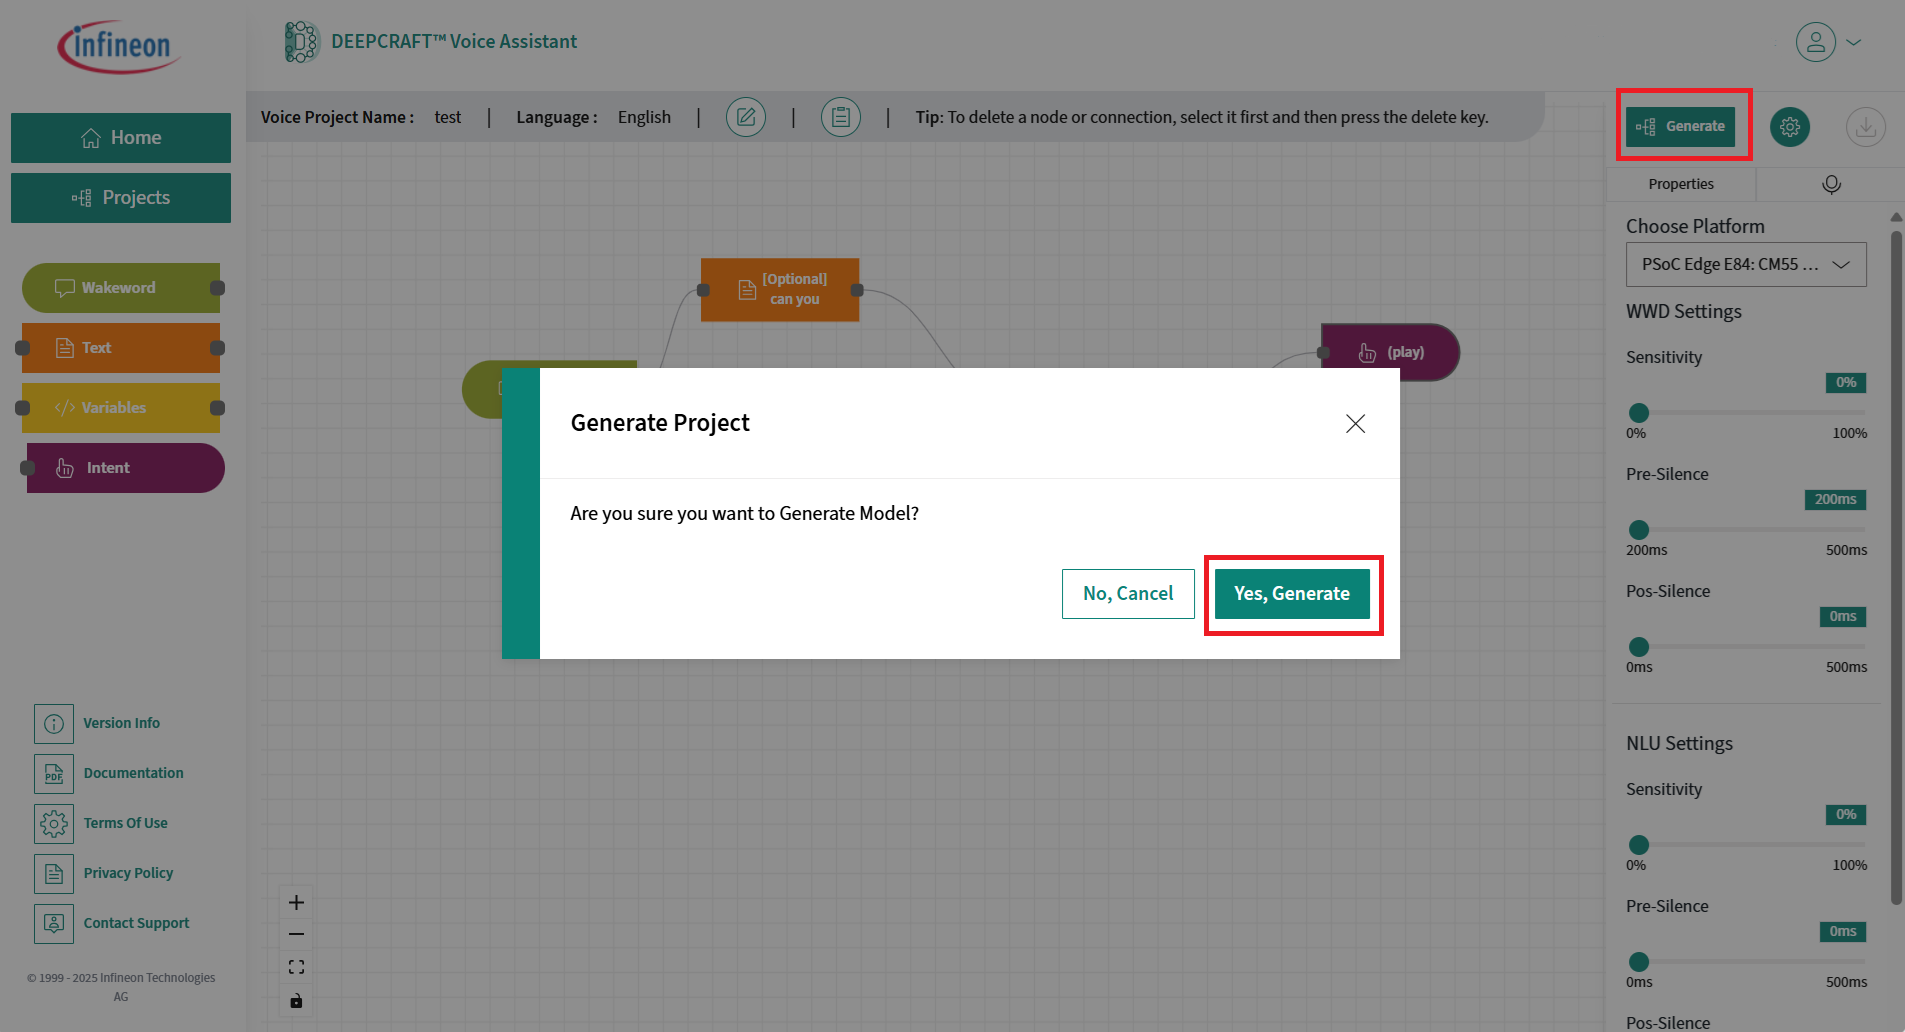 infineon
DEEPCRAFT™ Voice Assistant
Home
Projects
Voice Project Name : test | Language : English | | | Tip: To delete a node or connection, select it first and then press the delete key.
Generate
Properties
Wakeword
Text
Variables
Intent
[Optional]
can you
(play)
Generate Project
Are you sure you want to Generate Model?
No, Cancel
Yes, Generate
Choose Platform
PSoC Edge E84: CM55 ...
WWD Settings
Sensitivity
0%
0% 100%
Pre-Silence
200ms
200ms 500ms
Pos-Silence
0ms
0ms 500ms
NLU Settings
Sensitivity
0%
0% 100%
Pre-Silence
0ms
0ms 500ms
Pos-Silence
Version Info
PDF
Documentation
Terms Of Use
Privacy Policy
Contact Support
© 1999 - 2025 Infineon Technologies
AG